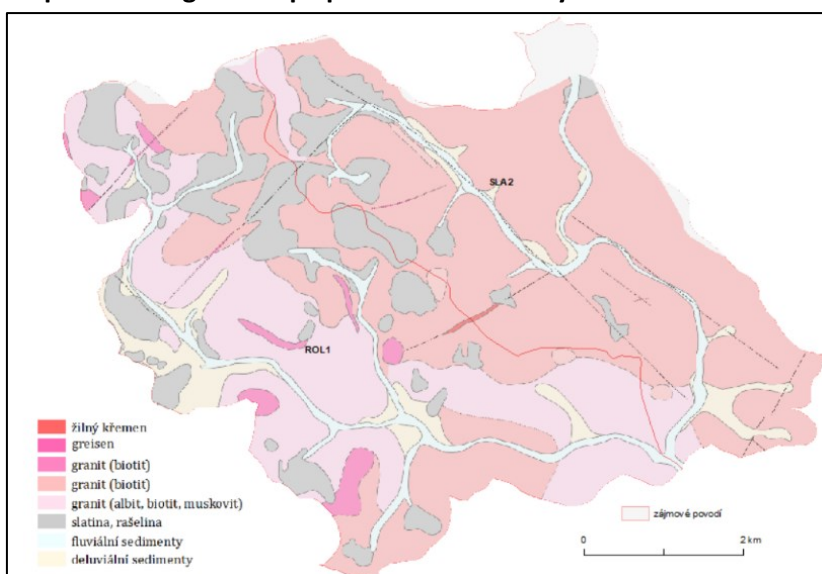 SLA2
ROL1
žilný křemen
greisen
granit (biotit)
granit (biotit)
granit (albit, biotit, muskovit)
slatina, rašelina
fluviální sedimenty
deluviální sedimenty
zájmové povodí
0 2 km